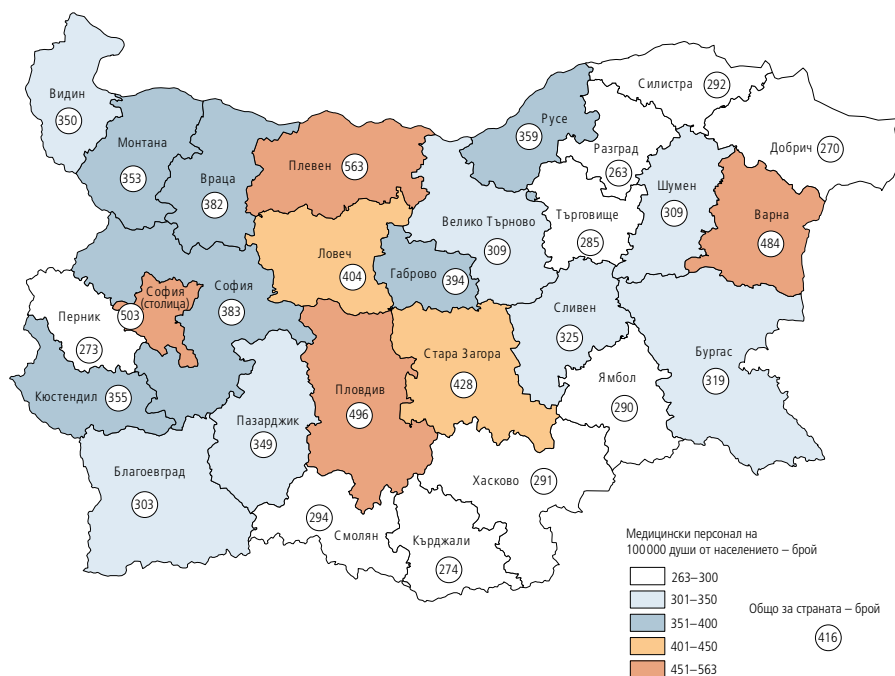 Силистра
292
Видин
350
Русе
359
Добрич 270
Монтана
353
Плевен
563
Разград
263
Враца
382
Шумен
309
Велико Търново
309
Търговище
285
Варна
484
Ловеч
404
Габрово
394
София
(столица)
503
София
383
Перник
273
Сливен
325
Стара Загора
428
Бургас
319
Ямбол
290
Кюстендил 355
Пловдив
496
Пазарджик
349
Благоевград
303
Хасково
291
294
Смолян
Кърджали
274
Медицински персонал на
100 000 души от населението – брой
263–300
301–350
351–400
401–450
451–563
Общо за страната – брой
416